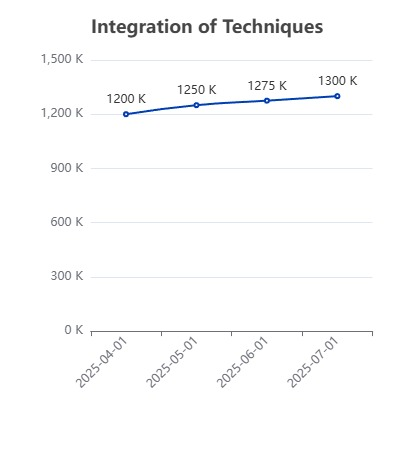 Integration of Techniques
1,500 K
1,200 K
900 K
600 K
300 K
0 K
1200 K
1250 K
1275 K
1300 K
2025-04-01
2025-05-01
2025-06-01
2025-07-01